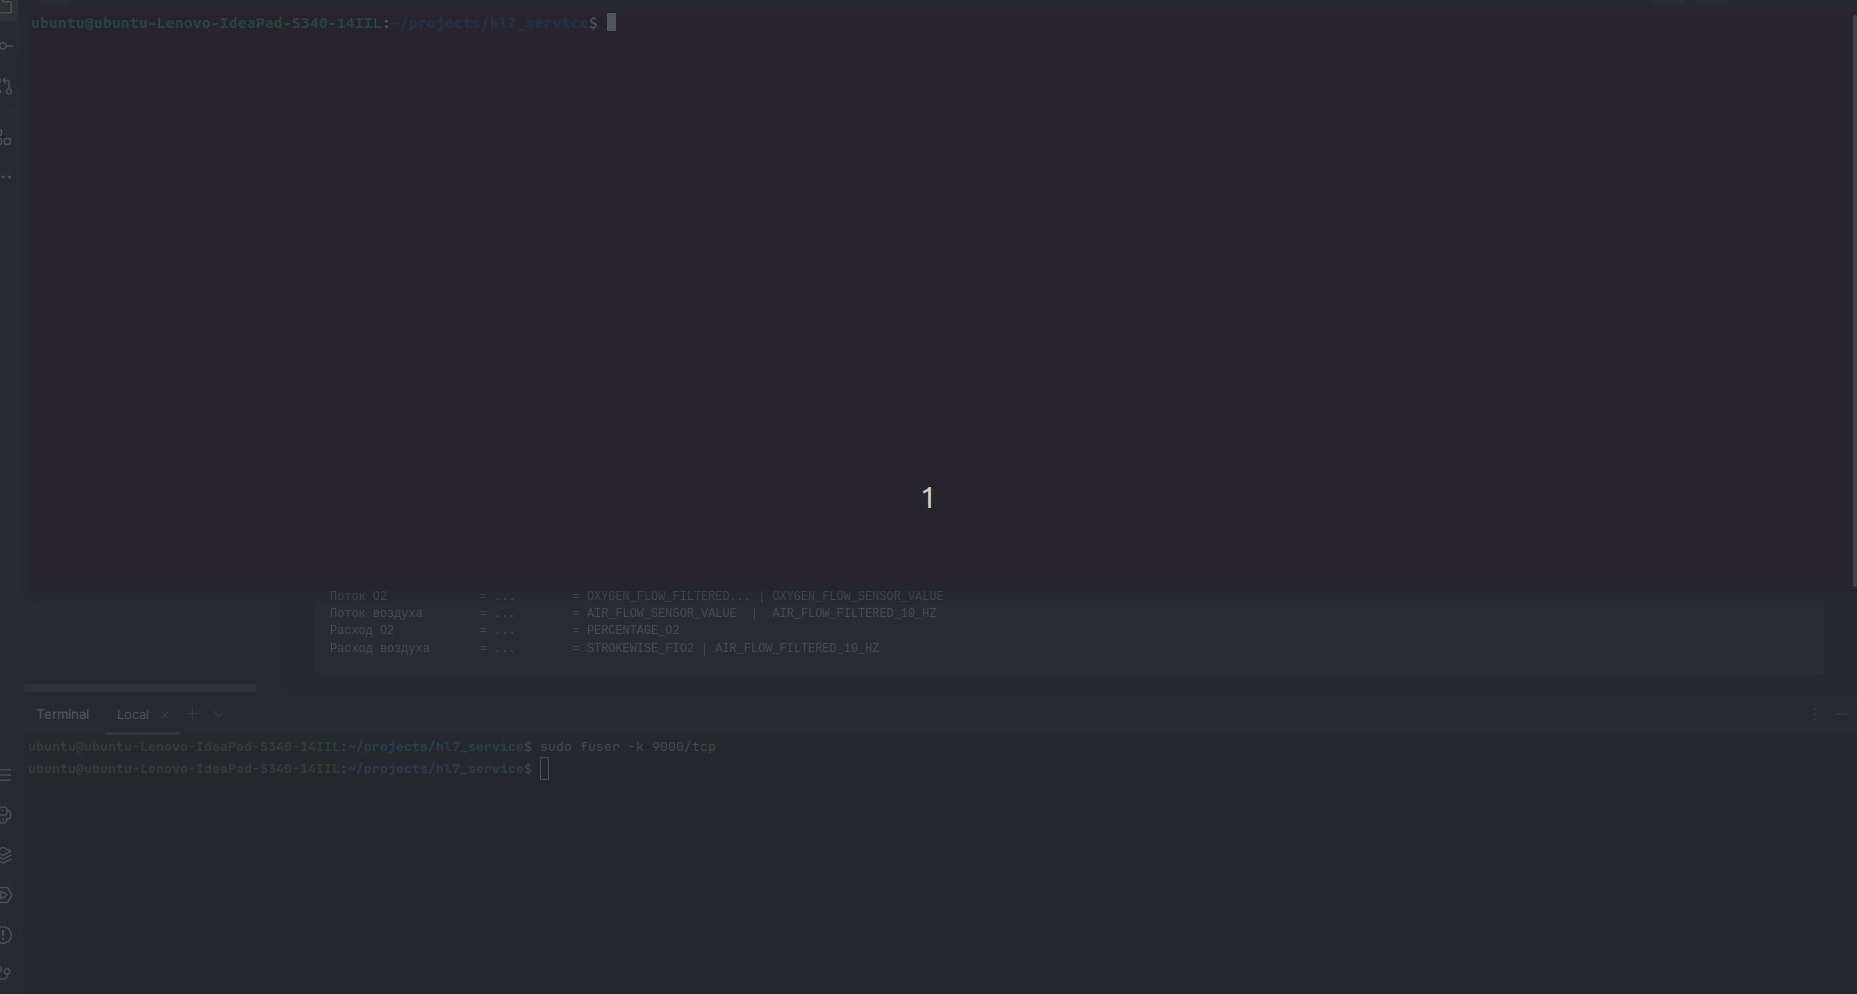 ubuntu@ubuntu-Lenovo-IdeaPad-S340-14IIL:~/projects/hl7_service$
1
Поток O2 = ... = OXYGEN_FLOW_FILTERED... | OXYGEN_FLOW_SENSOR_VALUE
Поток воздуха = ... = AIR_FLOW_SENSOR_VALUE | AIR_FLOW_FILTERED_10_HZ
Расход O2 = ... = PERCENTAGE_O2
Расход воздуха = ... = STROKEWISE_FIO2 | AIR_FLOW_FILTERED_10_HZ
Terminal Local
ubuntu@ubuntu-Lenovo-IdeaPad-S340-14IIL:~/projects/hl7_service$ sudo fuser -k 9000/tcp
ubuntu@ubuntu-Lenovo-IdeaPad-S340-14IIL:~/projects/hl7_service$